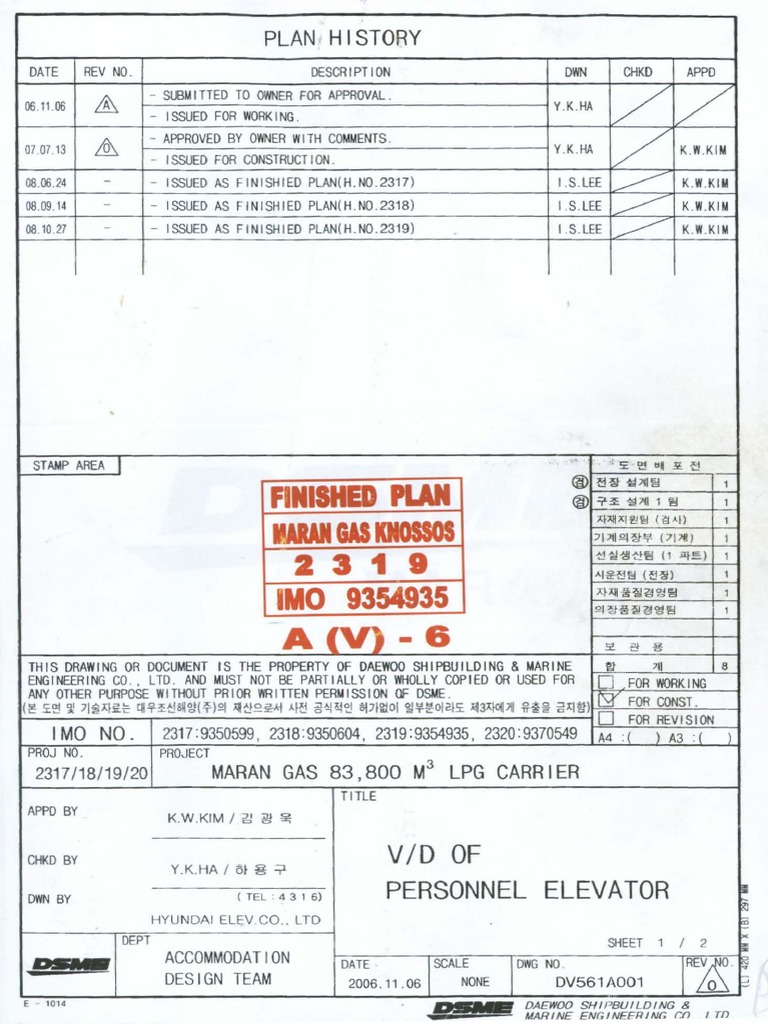 PLAN HISTORY
DATE REV NO. DESCRIPTION DWN CHKD APPD
06.11.06 A - SUBMITTED TO OWNER FOR APPROVAL. Y.K.HA
- ISSUED FOR WORKING.
07.07.13 0 - APPROVED BY OWNER WITH COMMENTS. Y.K.HA K.W.KIM
- ISSUED FOR CONSTRUCTION.
08.06.24 - - ISSUED AS FINISHIED PLAN(H.NO.2317) I.S.LEE K.W.KIM
08.09.14 - - ISSUED AS FINISHIED PLAN(H.NO.2318) I.S.LEE K.W.KIM
08.10.27 - - ISSUED AS FINISHIED PLAN(H.NO.2319) I.S.LEE K.W.KIM
STAMP AREA
FINISHED PLAN
MARAN GAS KNOSSOS
2 3 1 9
IMO 9354935
A (V) - 6
도 면 배 포 전
검 전장 설계팀 1
검 구조 설계 1 팀 1
자재지원팀 (검사) 1
기계의장부 (기계) 1
선실생산팀 (1 파트) 1
시운전팀 (전장) 1
자재품질경영팀 1
의장품질경영팀 1
보 관 용
합 계 8
THIS DRAWING OR DOCUMENT IS THE PROPERTY OF DAEWOO SHIPBUILDING & MARINE
ENGINEERING CO., LTD. AND MUST NOT BE PARTIALLY OR WHOLLY COPIED OR USED FOR
ANY OTHER PURPOSE WITHOUT PRIOR WRITTEN PERMISSION OF DSME.
(본 도면 및 기술자료는 대우조선해양(주)의 재산으로서 사전 공식적인 허가없이 일부분이라도 제3자에게 유출을 금지함)
FOR WORKING
FOR CONST.
FOR REVISION
A4 :( ) A3 :( )
IMO NO. 2317:9350599, 2318:9350604, 2319:9354935, 2320:9370549
PROJ NO. PROJECT
2317/18/19/20 MARAN GAS 83,800 M³ LPG CARRIER
APPD BY K.W.KIM / 김 광 욱
CHKD BY Y.K.HA / 하 용 구
DWN BY (TEL:4316)
HYUNDAI ELEV.CO., LTD
TITLE
V/D OF
PERSONNEL ELEVATOR
SHEET 1 / 2
DSME
DEPT
ACCOMMODATION
DESIGN TEAM
DATE SCALE DWG NO. REV NO.
2006.11.06 NONE DV561A001 0
(L) 420 MM X (B) 297 MM
E - 1014
DSME DAEWOO SHIPBUILDING &
MARINE ENGINEERING CO.,LTD